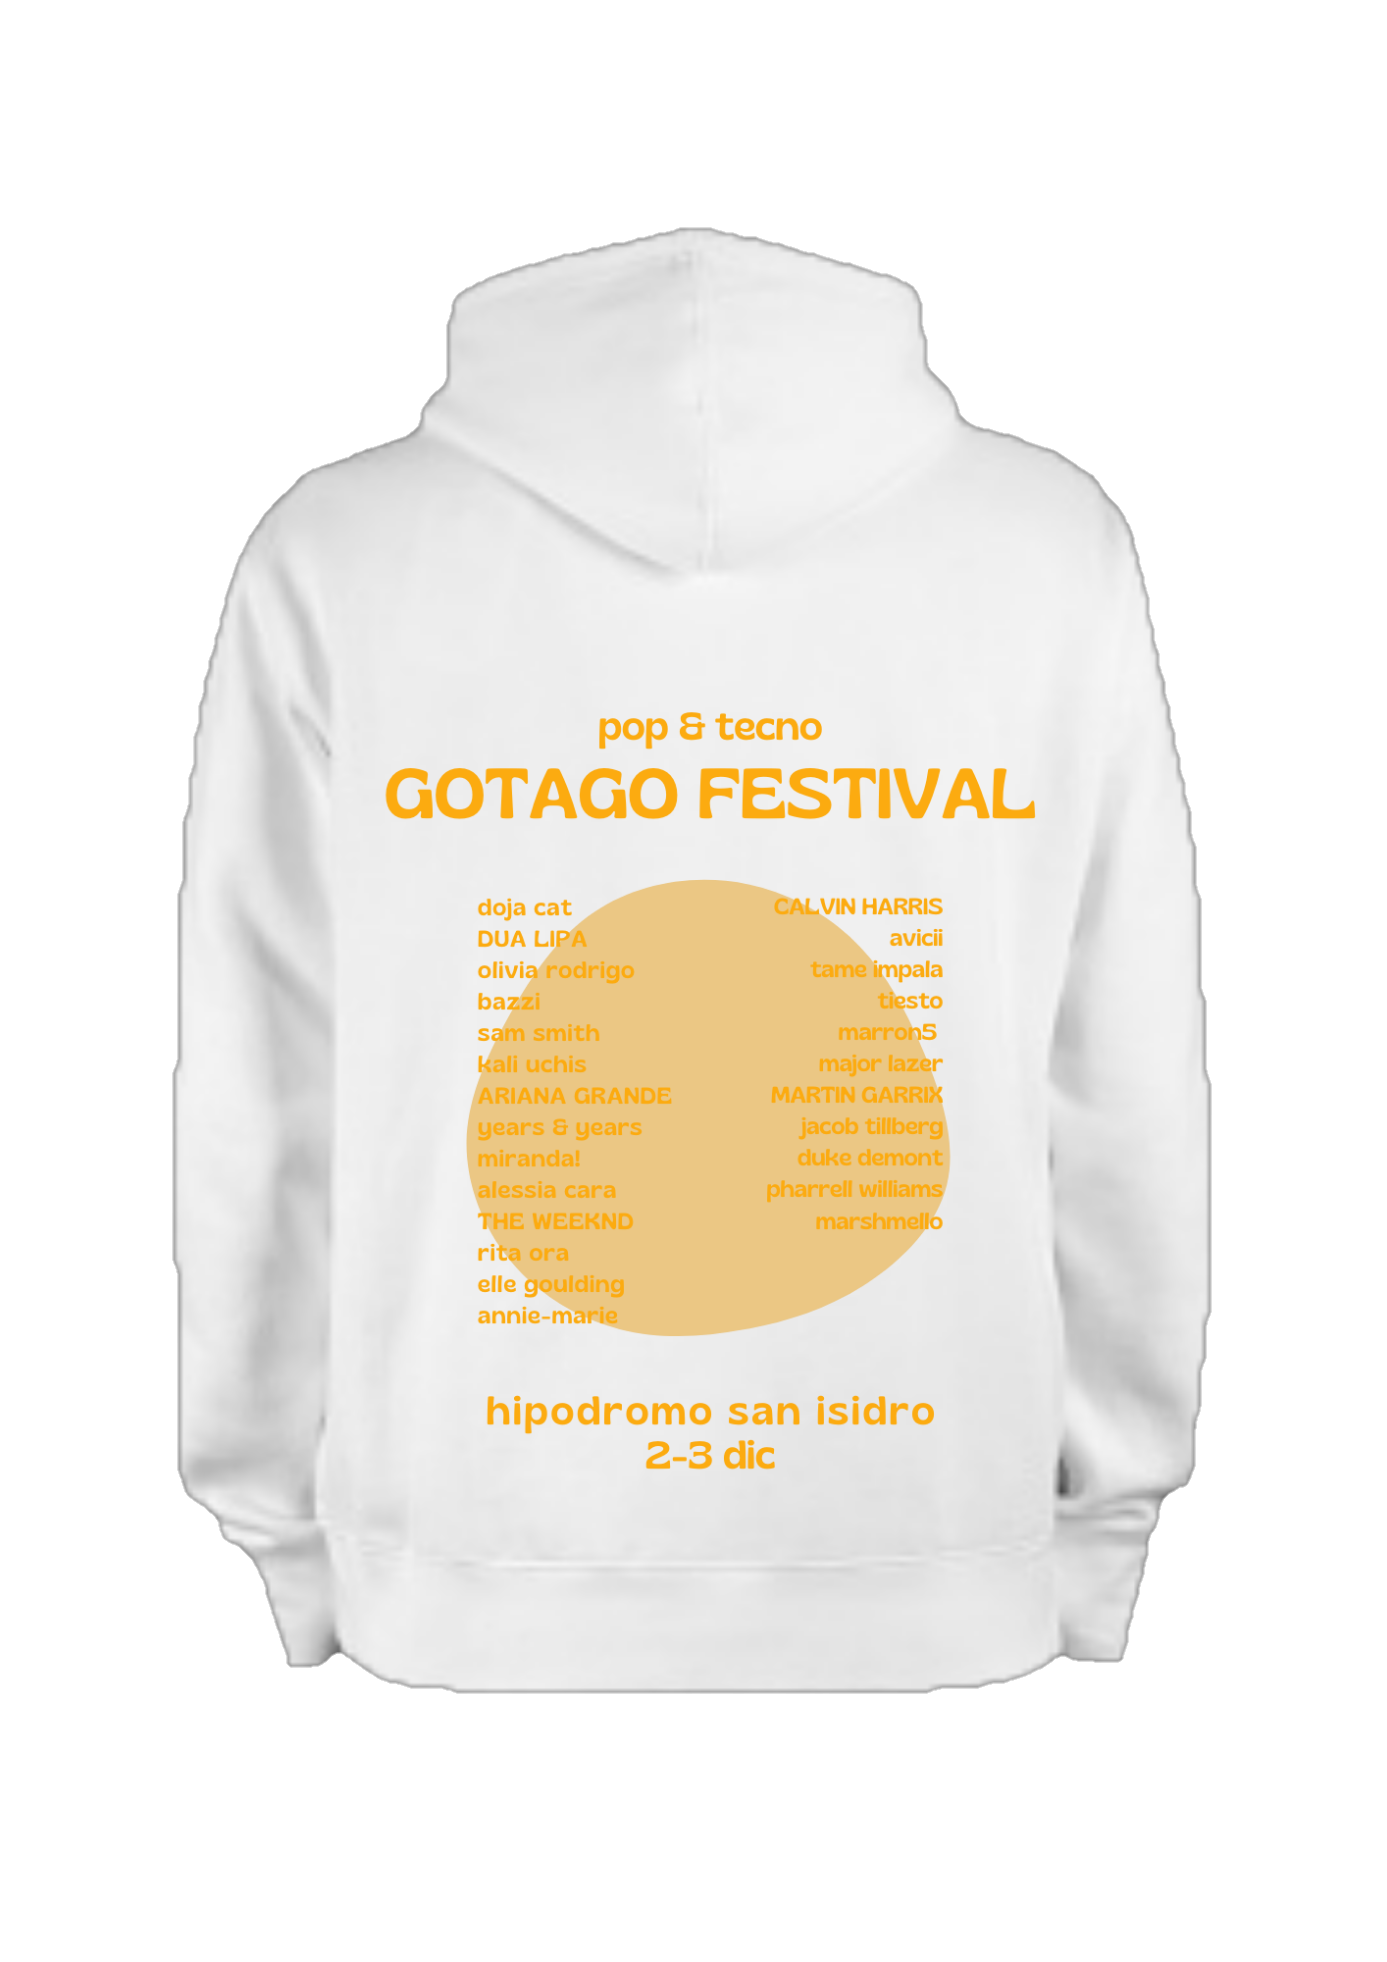 pop & tecno
GOTAGO FESTIVAL
doja cat
DUA LIPA
olivia rodrigo
bazzi
sam smith
kali uchis
ARIANA GRANDE
years & years
miranda!
alessia cara
THE WEEKND
rita ora
elle goulding
annie-marie
CALVIN HARRIS
avicii
tame impala
tiesto
marron5
major lazer
MARTIN GARRIX
jacob tillberg
duke demont
pharrell williams
marshmello
hipodromo san isidro
2-3 dic